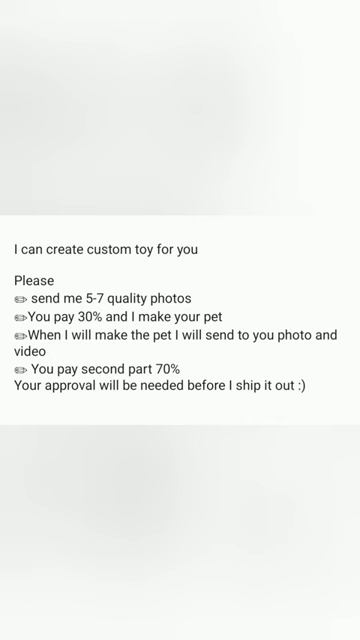 I can create custom toy for you
Please
✏️ send me 5-7 quality photos
✏️You pay 30% and I make your pet
✏️When I will make the pet I will send to you photo and
video
✏️ You pay second part 70%
Your approval will be needed before I ship it out :)